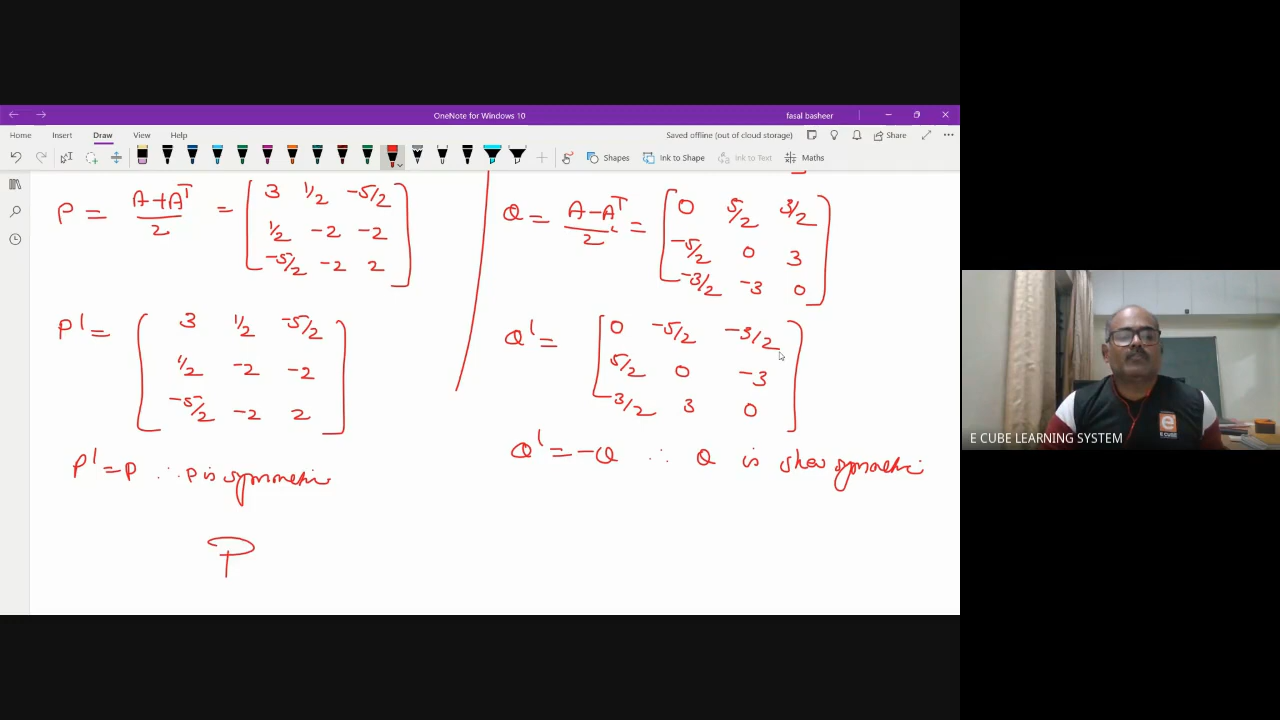 OneNote for Windows 10
fasal basheer
Home Insert Draw View Help
Saved offline (out of cloud storage)
Share
Shapes
Ink to Shape
Ink to Text
Maths
P = A+Aᵀ/2 = [3 1/2 -5/2
1/2 -2 -2
-5/2 -2 2]
P' = [3 1/2 -5/2
1/2 -2 -2
-5/2 -2 2]
P' = P ∴ P is symmetric
P
Q = A-Aᵀ/2 = [0 5/2 3/2
-5/2 0 3
-3/2 -3 0]
Q' = [0 -5/2 -3/2
5/2 0 -3
-3/2 3 0]
Q' = -Q ∴ Q is skew symmetric
E CUBE LEARNING SYSTEM
e
E CUBE